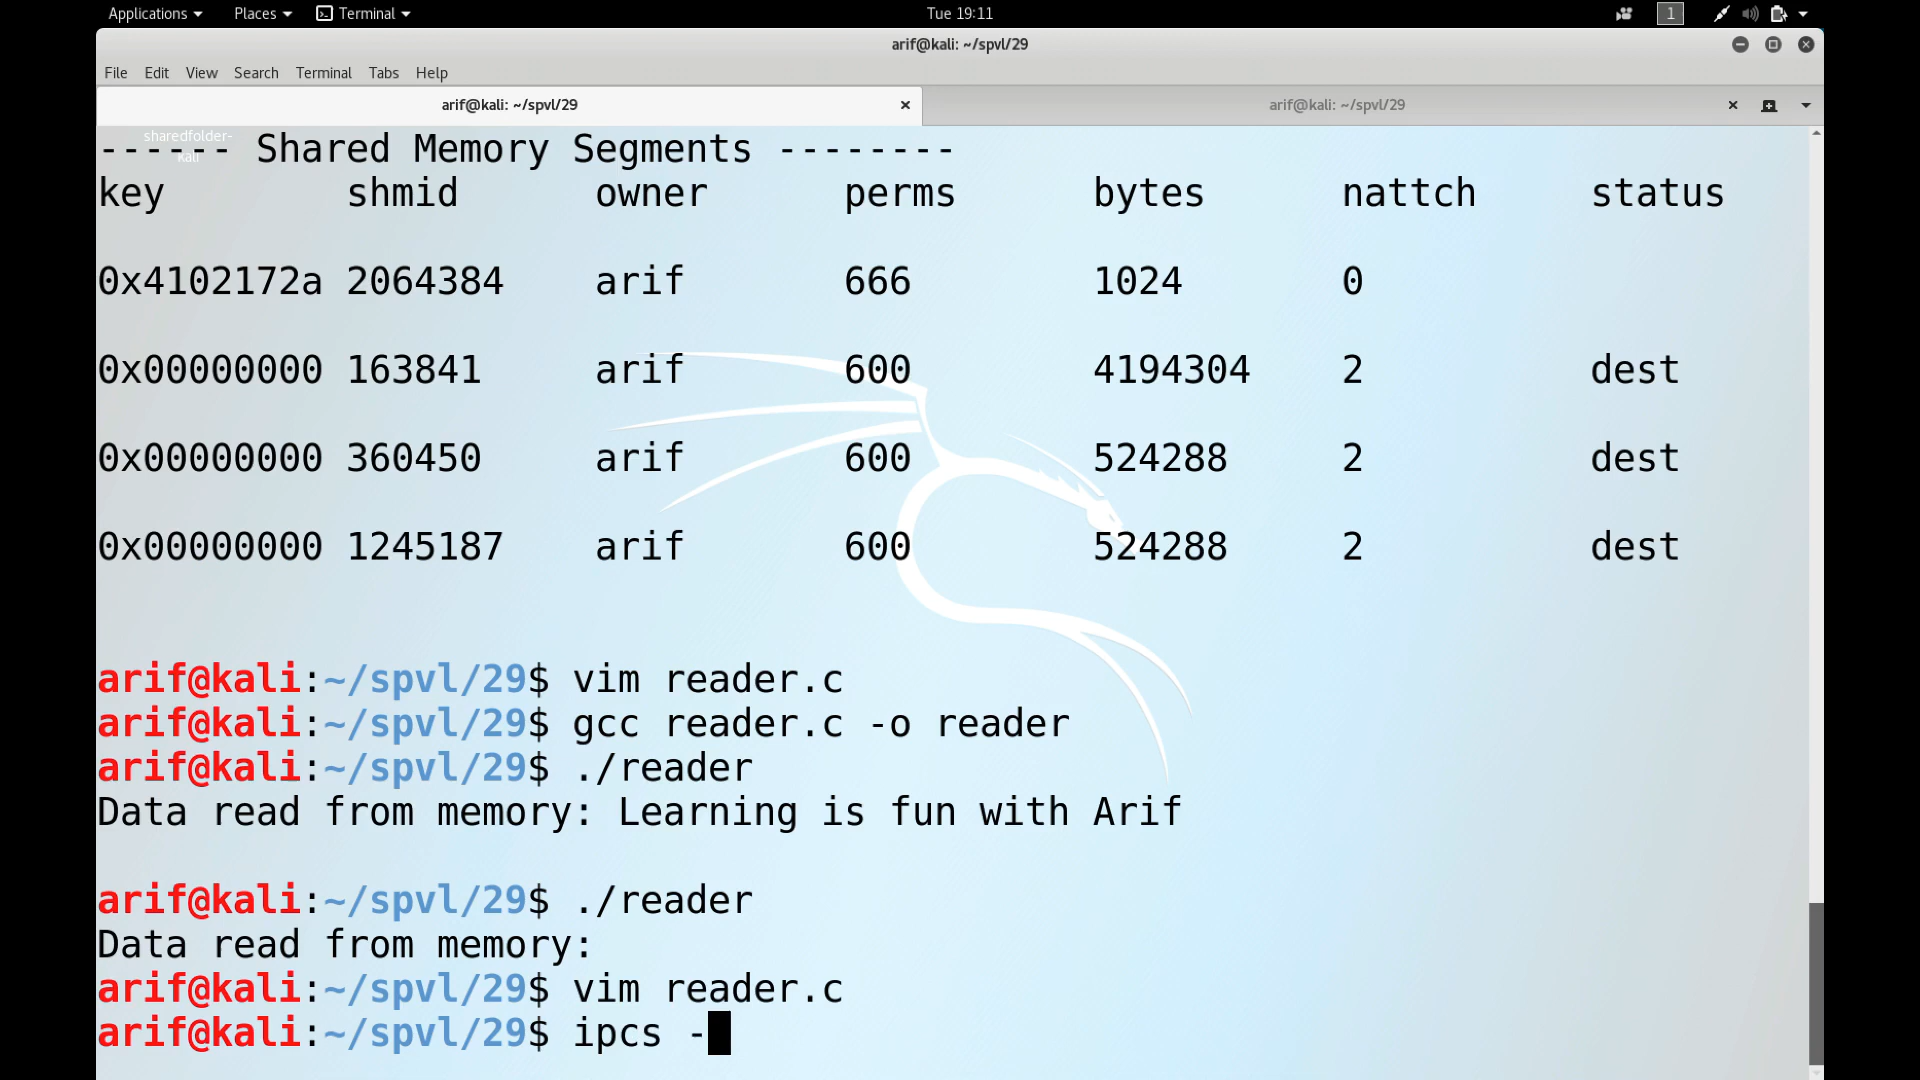 Applications Places Terminal Tue 19:11 1
arif@kali: ~/spvl/29
File Edit View Search Terminal Tabs Help
arif@kali: ~/spvl/29 arif@kali: ~/spvl/29
sharedfolder-
kali
------ Shared Memory Segments --------
key shmid owner perms bytes nattch status
0x4102172a 2064384 arif 666 1024 0
0x00000000 163841 arif 600 4194304 2 dest
0x00000000 360450 arif 600 524288 2 dest
0x00000000 1245187 arif 600 524288 2 dest
arif@kali:~/spvl/29$ vim reader.c
arif@kali:~/spvl/29$ gcc reader.c -o reader
arif@kali:~/spvl/29$ ./reader
Data read from memory: Learning is fun with Arif
arif@kali:~/spvl/29$ ./reader
Data read from memory:
arif@kali:~/spvl/29$ vim reader.c
arif@kali:~/spvl/29$ ipcs -